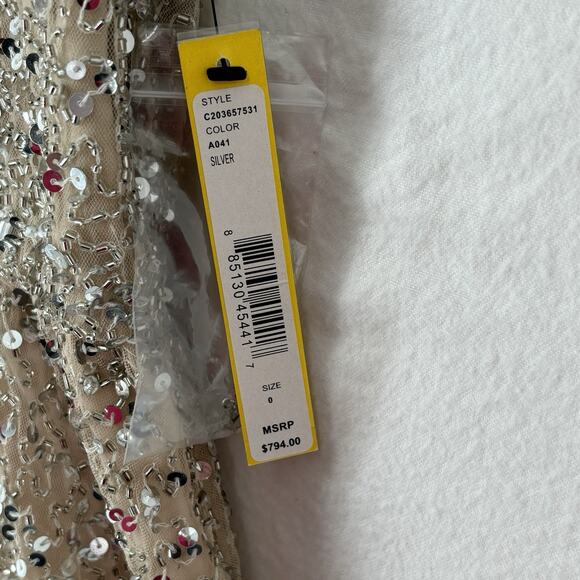 STYLE
C203657531
COLOR
A041
SILVER
8 85130 45441 7
SIZE
0
MSRP
$794.00